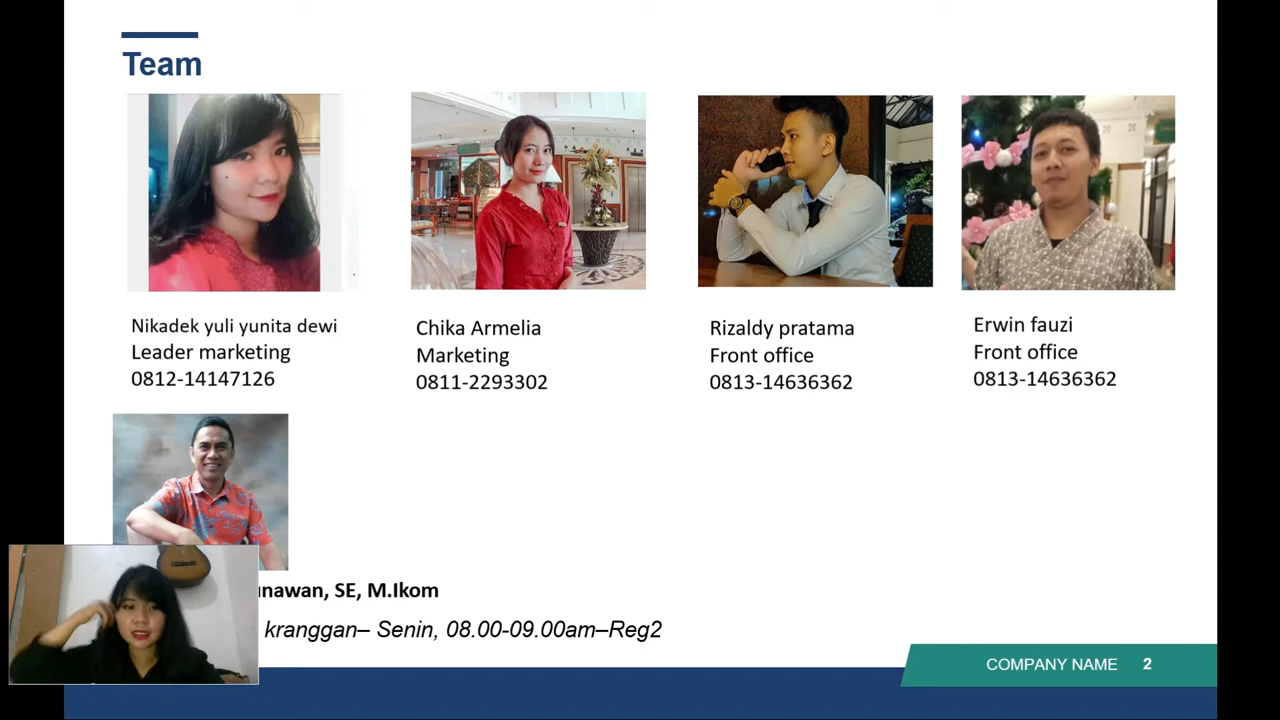 Team
Nikadek yuli yunita dewi
Leader marketing
0812-14147126
Chika Armelia
Marketing
0811-2293302
Rizaldy pratama
Front office
0813-14636362
Erwin fauzi
Front office
0813-14636362
SE, M.Ikom
kranggan– Senin, 08.00-09.00am–Reg2
COMPANY NAME 2